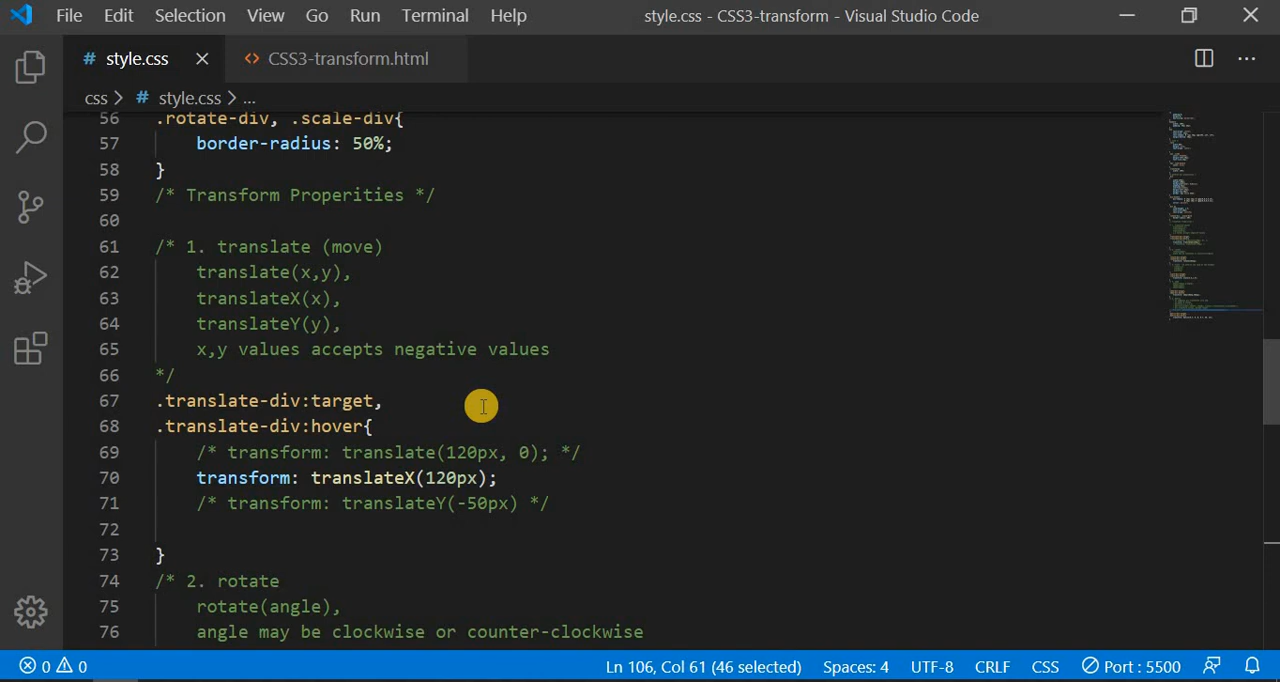 File Edit Selection View Go Run Terminal Help style.css - CSS3-transform - Visual Studio Code
# style.css <> CSS3-transform.html
css > # style.css > ...
56 .rotate-div, .scale-div{
57 border-radius: 50%;
58 }
59 /* Transform Properities */
60
61 /* 1. translate (move)
62 translate(x,y),
63 translateX(x),
64 translateY(y),
65 x,y values accepts negative values
66 */
67 .translate-div:target,
68 .translate-div:hover{
69 /* transform: translate(120px, 0); */
70 transform: translateX(120px);
71 /* transform: translateY(-50px) */
72
73 }
74 /* 2. rotate
75 rotate(angle),
76 angle may be clockwise or counter-clockwise
0 0 Ln 106, Col 61 (46 selected) Spaces: 4 UTF-8 CRLF CSS Port : 5500